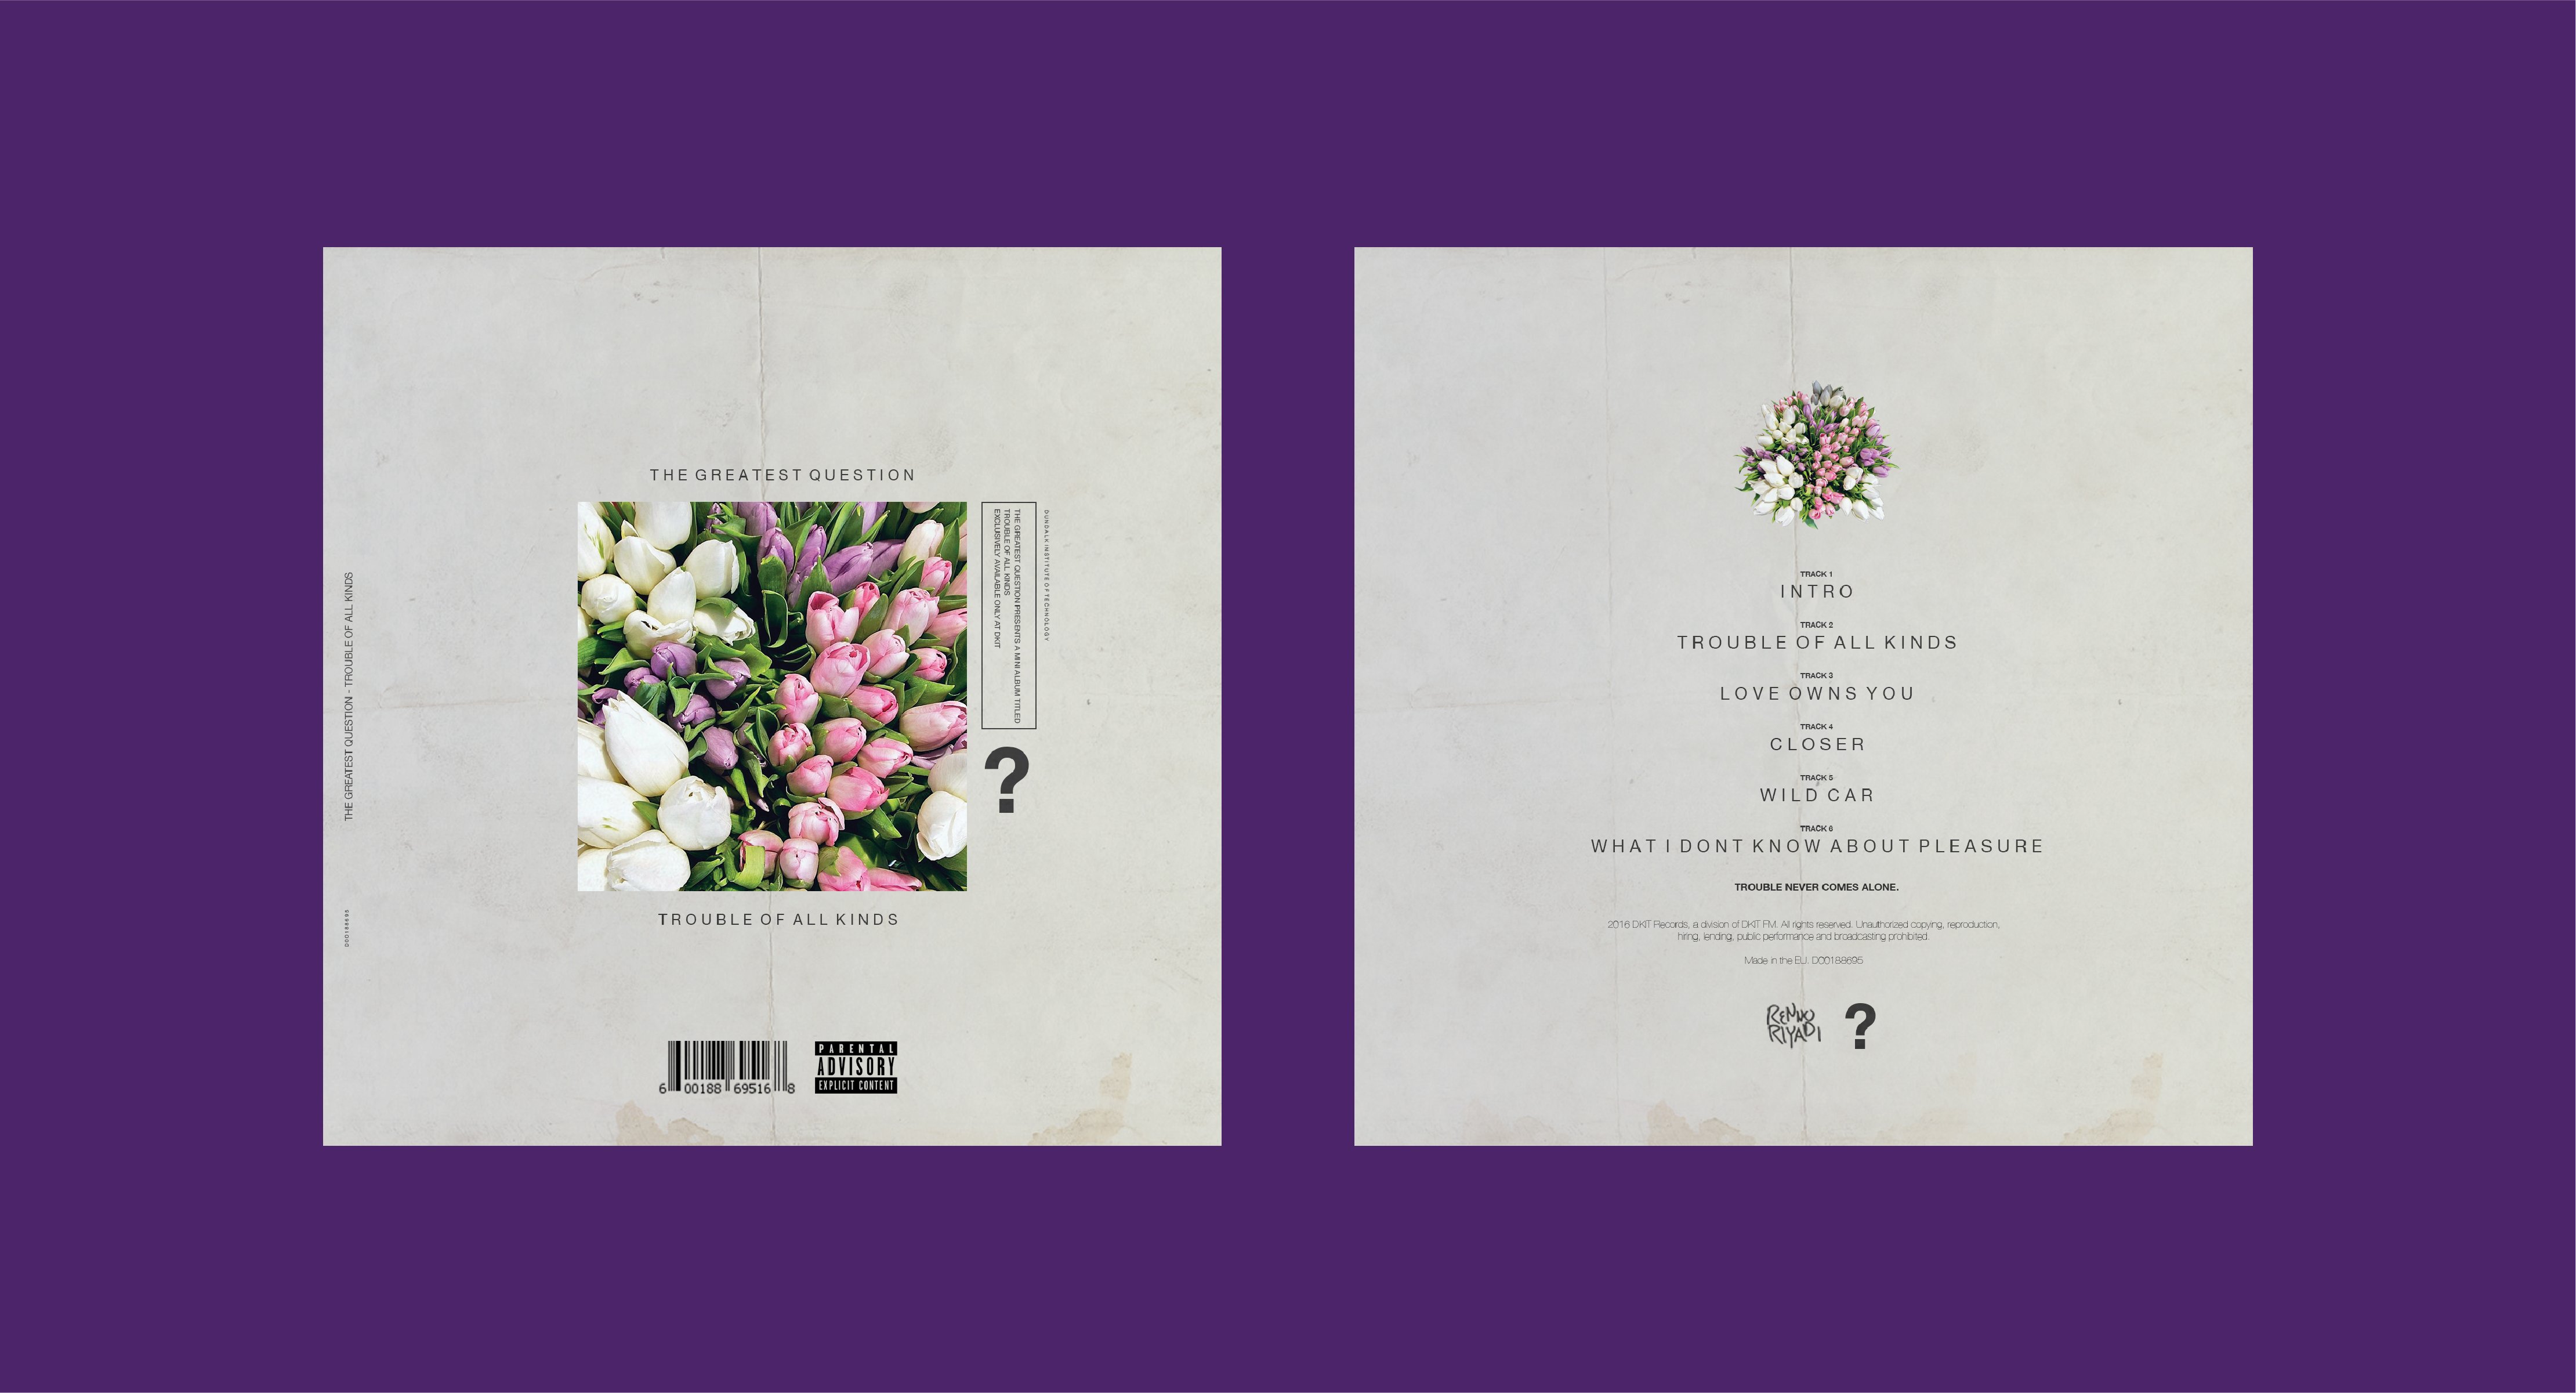 THE GREATEST QUESTION - TROUBLE OF ALL KINDS
D00188695
THE GREATEST QUESTION
THE GREATEST QUESTION PRESENTS A MINI ALBUM TITLED
TROUBLE OF ALL KINDS
EXCLUSIVELY AVAILABLE ONLY AT DKIT
DUNDALK INSTITUTE OF TECHNOLOGY
?
TROUBLE OF ALL KINDS
6 00188 69516 8
PARENTAL
ADVISORY
EXPLICIT CONTENT
TRACK 1
INTRO
TRACK 2
TROUBLE OF ALL KINDS
TRACK 3
LOVE OWNS YOU
TRACK 4
CLOSER
TRACK 5
WILD CAR
TRACK 6
WHAT I DONT KNOW ABOUT PLEASURE
TROUBLE NEVER COMES ALONE.
2016 DKIT Records, a division of DKIT FM. All rights reserved. Unauthorized copying, reproduction,
hiring, lending, public performance and broadcasting prohibited.
Made in the EU. D00188695
RENNO
RIYADI
?